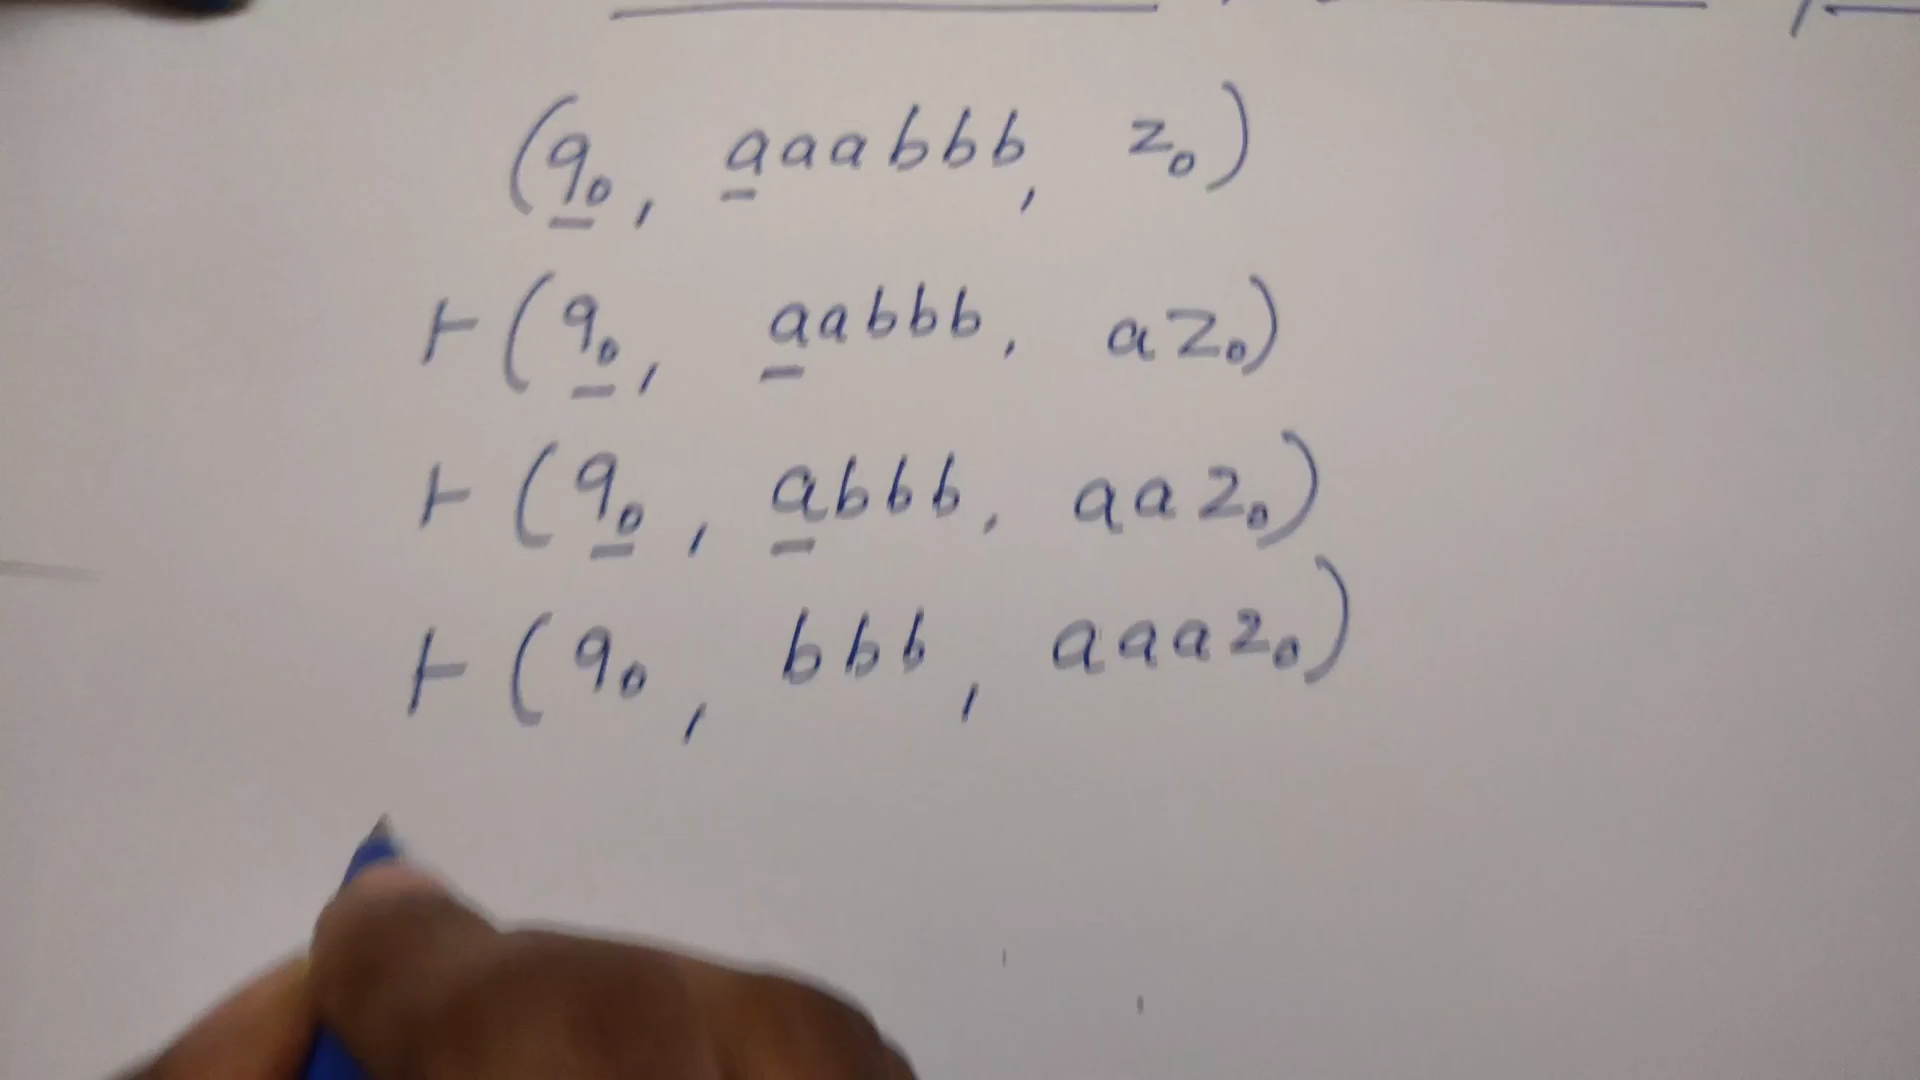 (q₀, aaabbb, z₀)
⊢ (q₀, aabbb, az₀)
⊢ (q₀, abbb, aaz₀)
⊢ (q₀, bbb, aaaz₀)